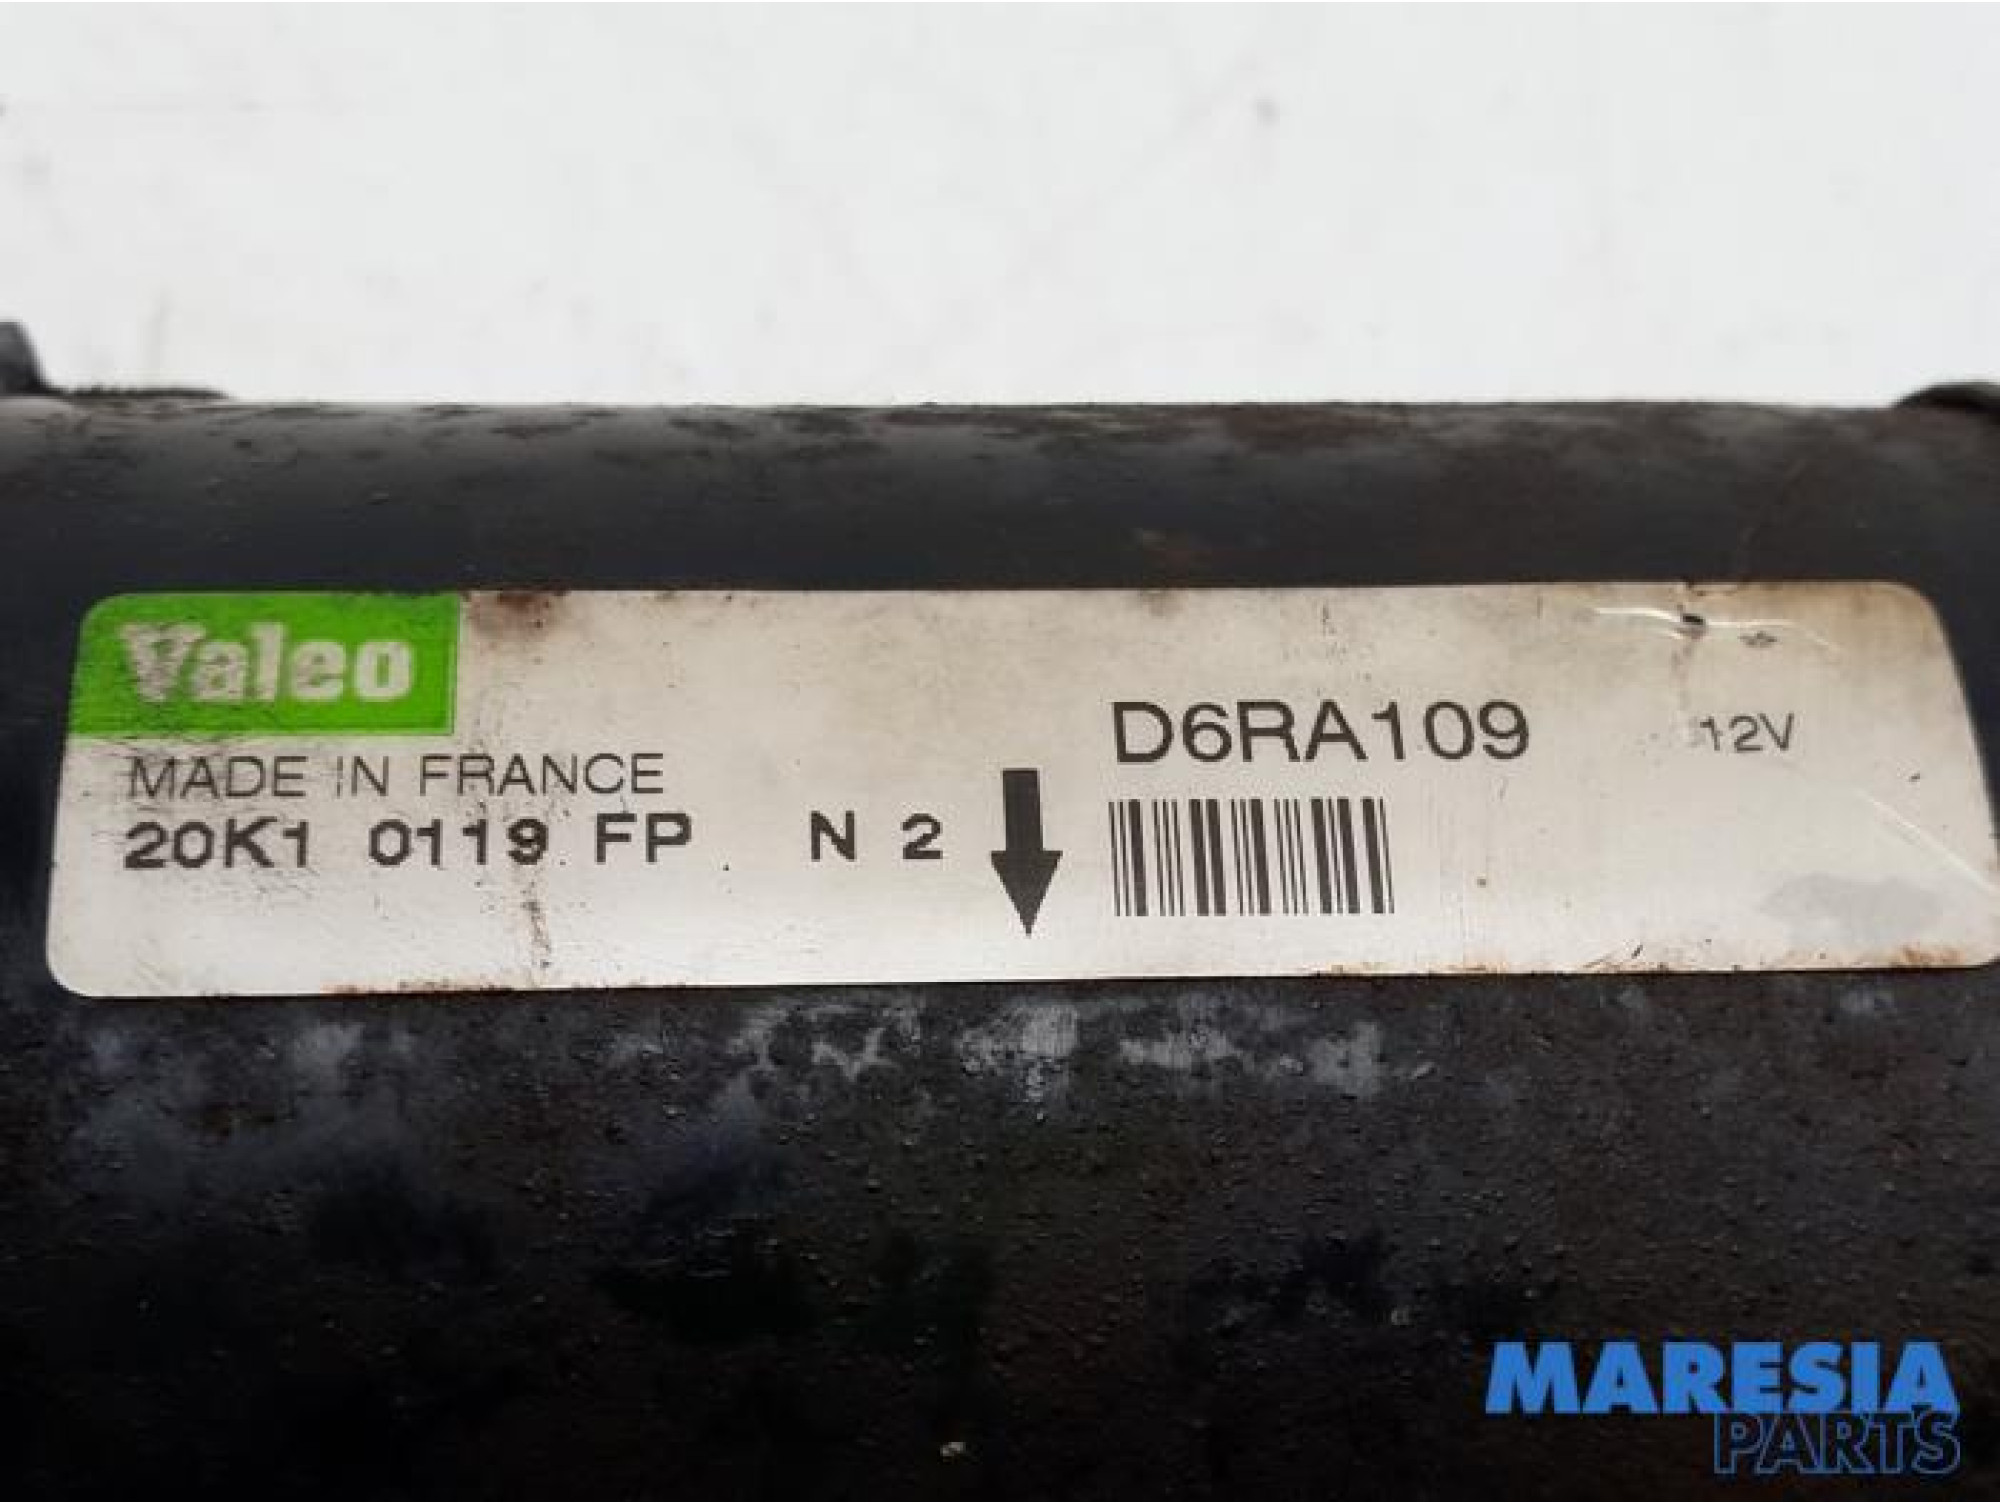 Valeo
MADE IN FRANCE
20K1 0119 FP N 2
D6RA109
12V
MARESIA
PARTS